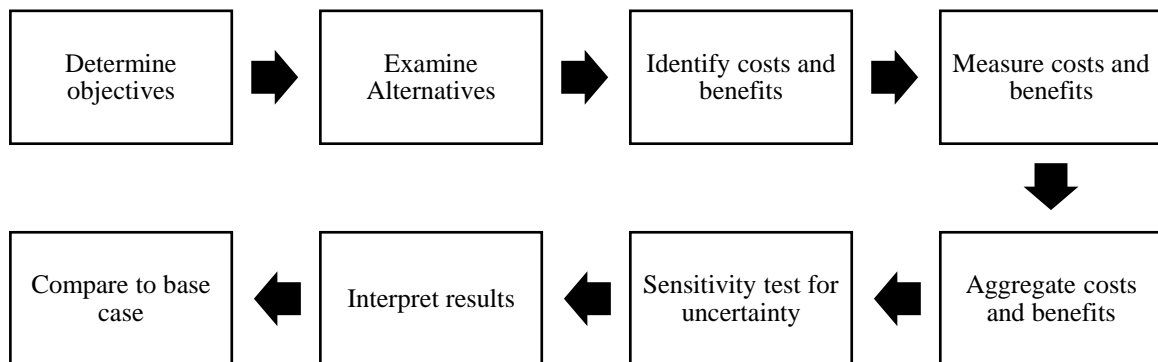 Determine
objectives
Examine
Alternatives
Identify costs and
benefits
Measure costs and
benefits
Aggregate costs
and benefits
Sensitivity test for
uncertainty
Interpret results
Compare to base
case